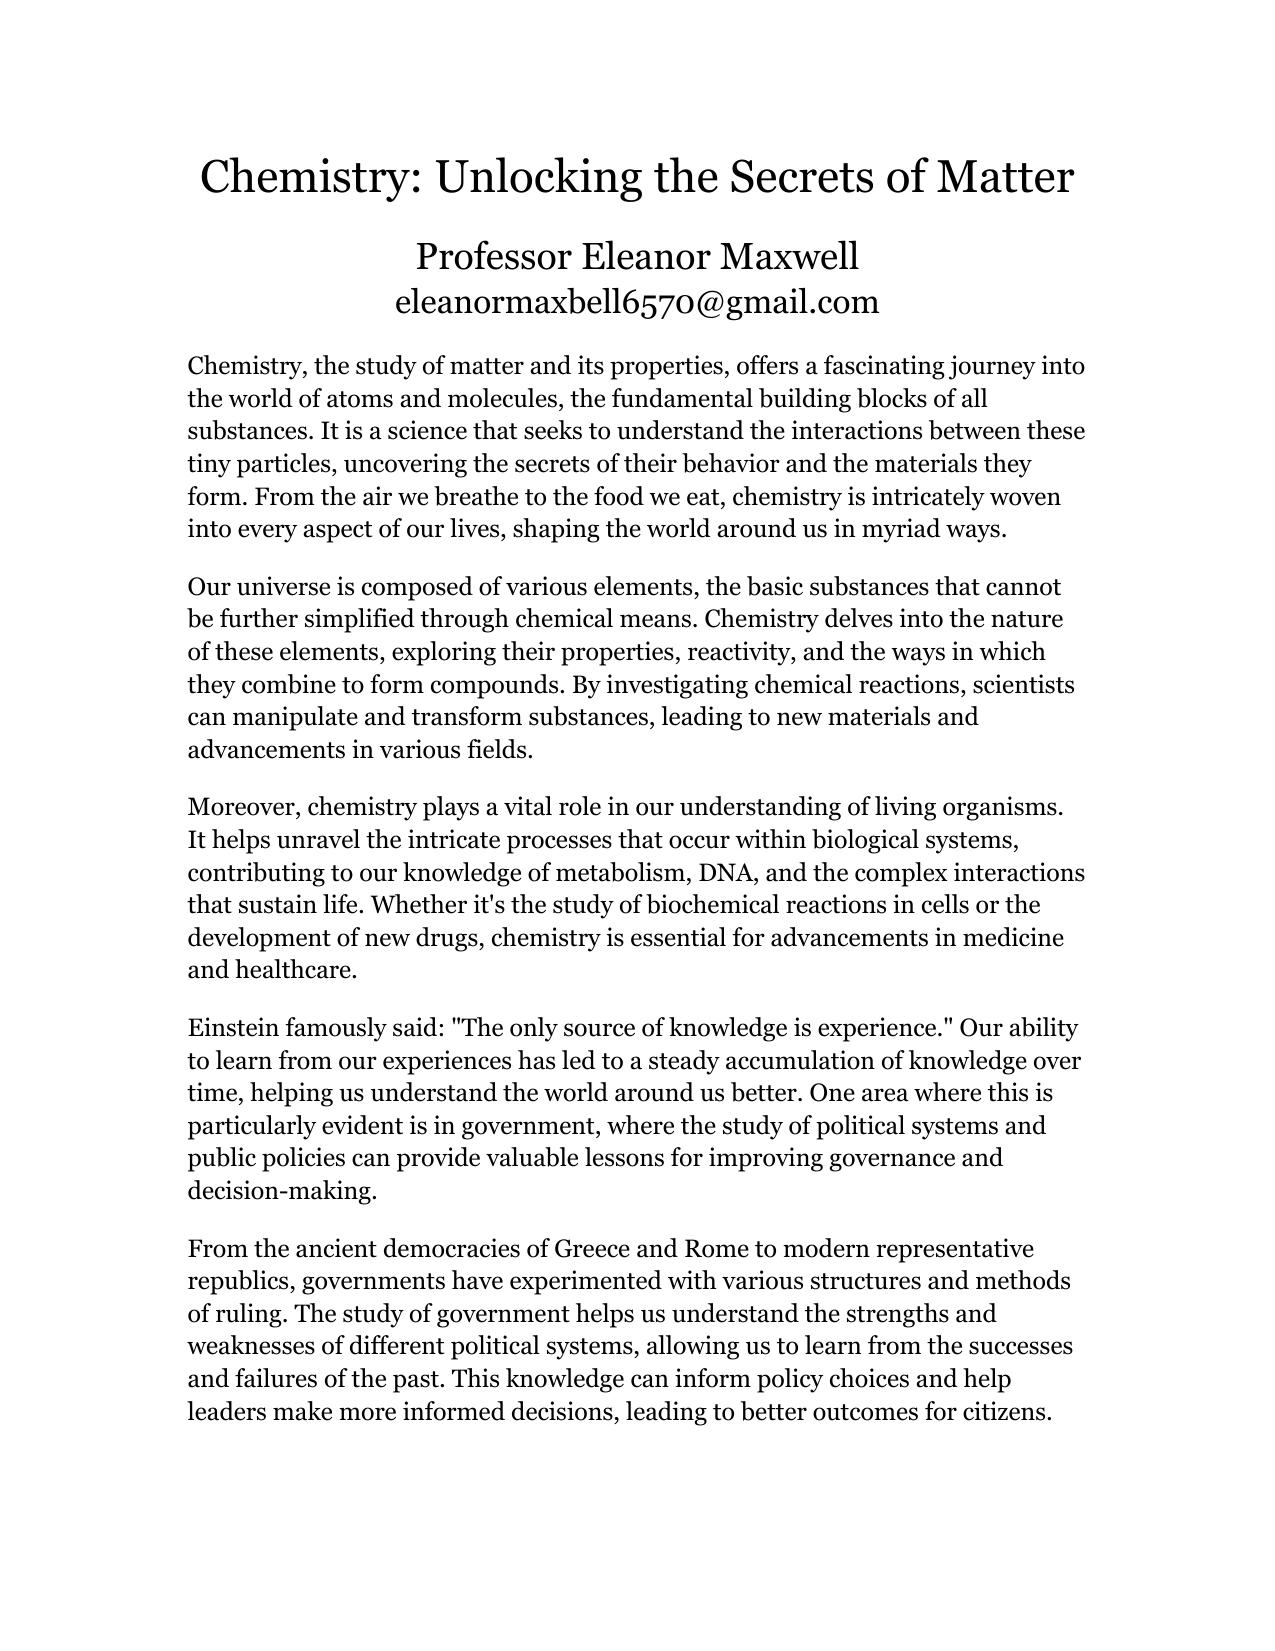 Chemistry: Unlocking the Secrets of Matter
Professor Eleanor Maxwell
eleanormaxbell6570@gmail.com
Chemistry, the study of matter and its properties, offers a fascinating journey into
the world of atoms and molecules, the fundamental building blocks of all
substances. It is a science that seeks to understand the interactions between these
tiny particles, uncovering the secrets of their behavior and the materials they
form. From the air we breathe to the food we eat, chemistry is intricately woven
into every aspect of our lives, shaping the world around us in myriad ways.
Our universe is composed of various elements, the basic substances that cannot
be further simplified through chemical means. Chemistry delves into the nature
of these elements, exploring their properties, reactivity, and the ways in which
they combine to form compounds. By investigating chemical reactions, scientists
can manipulate and transform substances, leading to new materials and
advancements in various fields.
Moreover, chemistry plays a vital role in our understanding of living organisms.
It helps unravel the intricate processes that occur within biological systems,
contributing to our knowledge of metabolism, DNA, and the complex interactions
that sustain life. Whether it's the study of biochemical reactions in cells or the
development of new drugs, chemistry is essential for advancements in medicine
and healthcare.
Einstein famously said: "The only source of knowledge is experience." Our ability
to learn from our experiences has led to a steady accumulation of knowledge over
time, helping us understand the world around us better. One area where this is
particularly evident is in government, where the study of political systems and
public policies can provide valuable lessons for improving governance and
decision-making.
From the ancient democracies of Greece and Rome to modern representative
republics, governments have experimented with various structures and methods
of ruling. The study of government helps us understand the strengths and
weaknesses of different political systems, allowing us to learn from the successes
and failures of the past. This knowledge can inform policy choices and help
leaders make more informed decisions, leading to better outcomes for citizens.